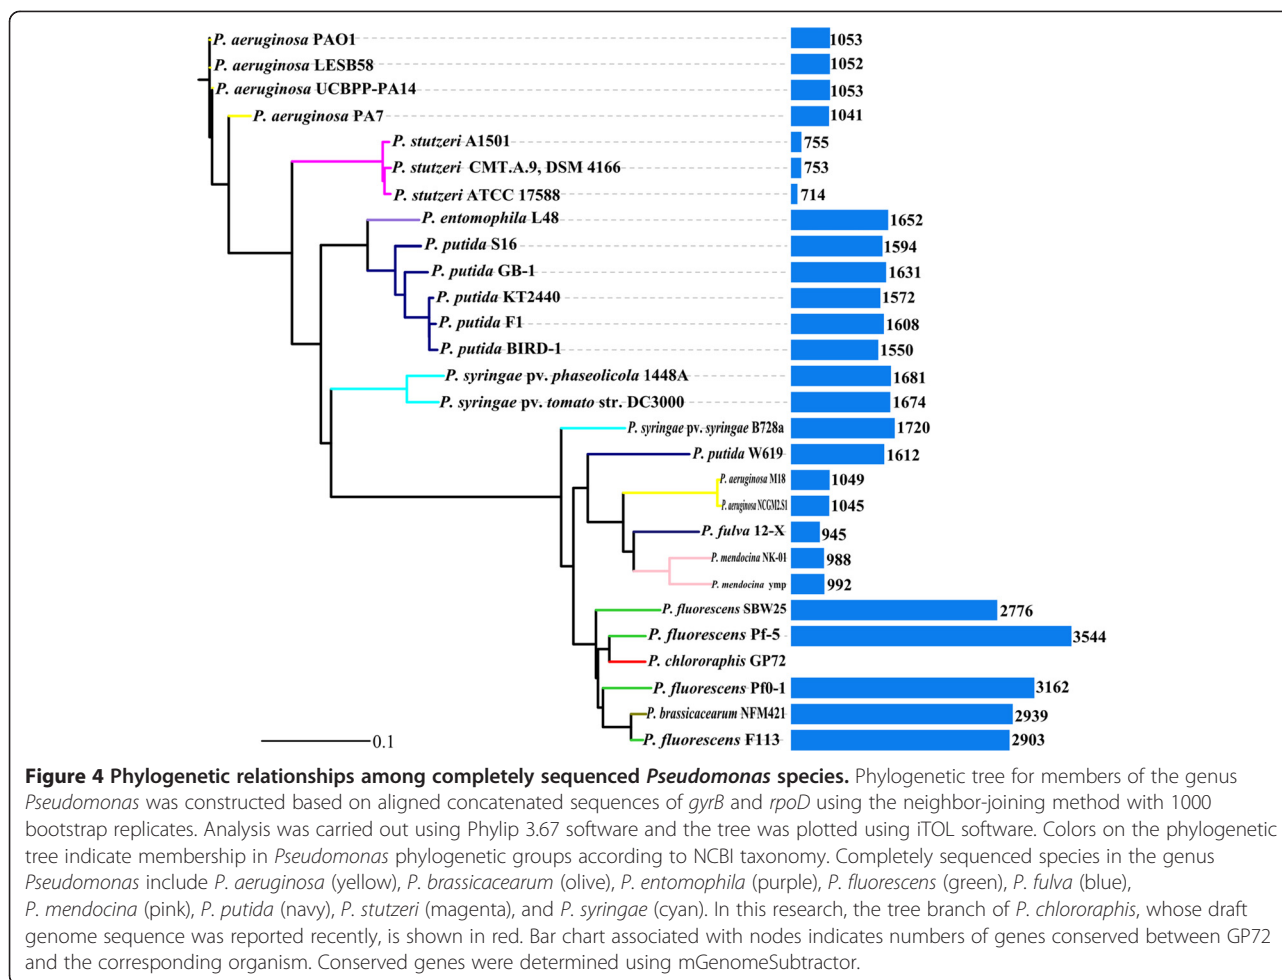 P. aeruginosa PAO1 1053
P. aeruginosa LESB58 1052
P. aeruginosa UCBPP-PA14 1053
P. aeruginosa PA7 1041
P. stutzeri A1501 755
P. stutzeri CMT.A.9, DSM 4166 753
P. stutzeri ATCC 17588 714
P. entomophila L48 1652
P. putida S16 1594
P. putida GB-1 1631
P. putida KT2440 1572
P. putida F1 1608
P. putida BIRD-1 1550
P. syringae pv. phaseolicola 1448A 1681
P. syringae pv. tomato str. DC3000 1674
P. syringae pv. syringae B728a 1720
P. putida W619 1612
P. aeruginosa M18 1049
P. aeruginosa NCGM2.S1 1045
P. fulva 12-X 945
P. mendocina NK-01 988
P. mendocina ymp 992
P. fluorescens SBW25 2776
P. fluorescens Pf-5 3544
P. chlororaphis GP72
P. fluorescens Pf0-1 3162
P. brassicacearum NFM421 2939
P. fluorescens F113 2903
0.1
Figure 4 Phylogenetic relationships among completely sequenced Pseudomonas species. Phylogenetic tree for members of the genus
Pseudomonas was constructed based on aligned concatenated sequences of gyrB and rpoD using the neighbor-joining method with 1000
bootstrap replicates. Analysis was carried out using Phylip 3.67 software and the tree was plotted using iTOL software. Colors on the phylogenetic
tree indicate membership in Pseudomonas phylogenetic groups according to NCBI taxonomy. Completely sequenced species in the genus
Pseudomonas include P. aeruginosa (yellow), P. brassicacearum (olive), P. entomophila (purple), P. fluorescens (green), P. fulva (blue),
P. mendocina (pink), P. putida (navy), P. stutzeri (magenta), and P. syringae (cyan). In this research, the tree branch of P. chlororaphis, whose draft
genome sequence was reported recently, is shown in red. Bar chart associated with nodes indicates numbers of genes conserved between GP72
and the corresponding organism. Conserved genes were determined using mGenomeSubtractor.